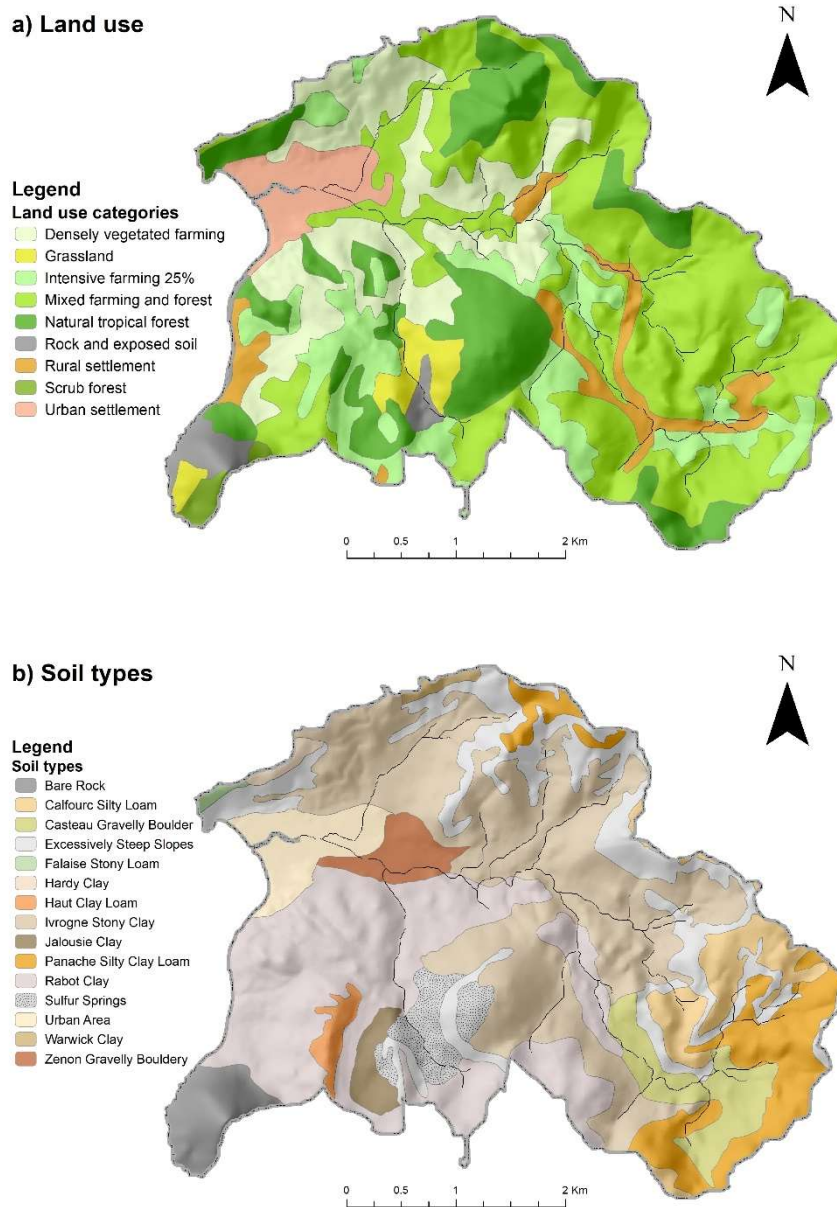 a) Land use
N
Legend
Land use categories
Densely vegetated farming
Grassland
Intensive farming 25%
Mixed farming and forest
Natural tropical forest
Rock and exposed soil
Rural settlement
Scrub forest
Urban settlement
0 0.5 1 2 Km
b) Soil types
N
Legend
Soil types
Bare Rock
Calfourc Silty Loam
Casteau Gravelly Boulder
Excessively Steep Slopes
Falaise Stony Loam
Hardy Clay
Haut Clay Loam
Ivrogne Stony Clay
Jalousie Clay
Panache Silty Clay Loam
Rabot Clay
Sulfur Springs
Urban Area
Warwick Clay
Zenon Gravelly Bouldery
0 0.5 1 2 Km